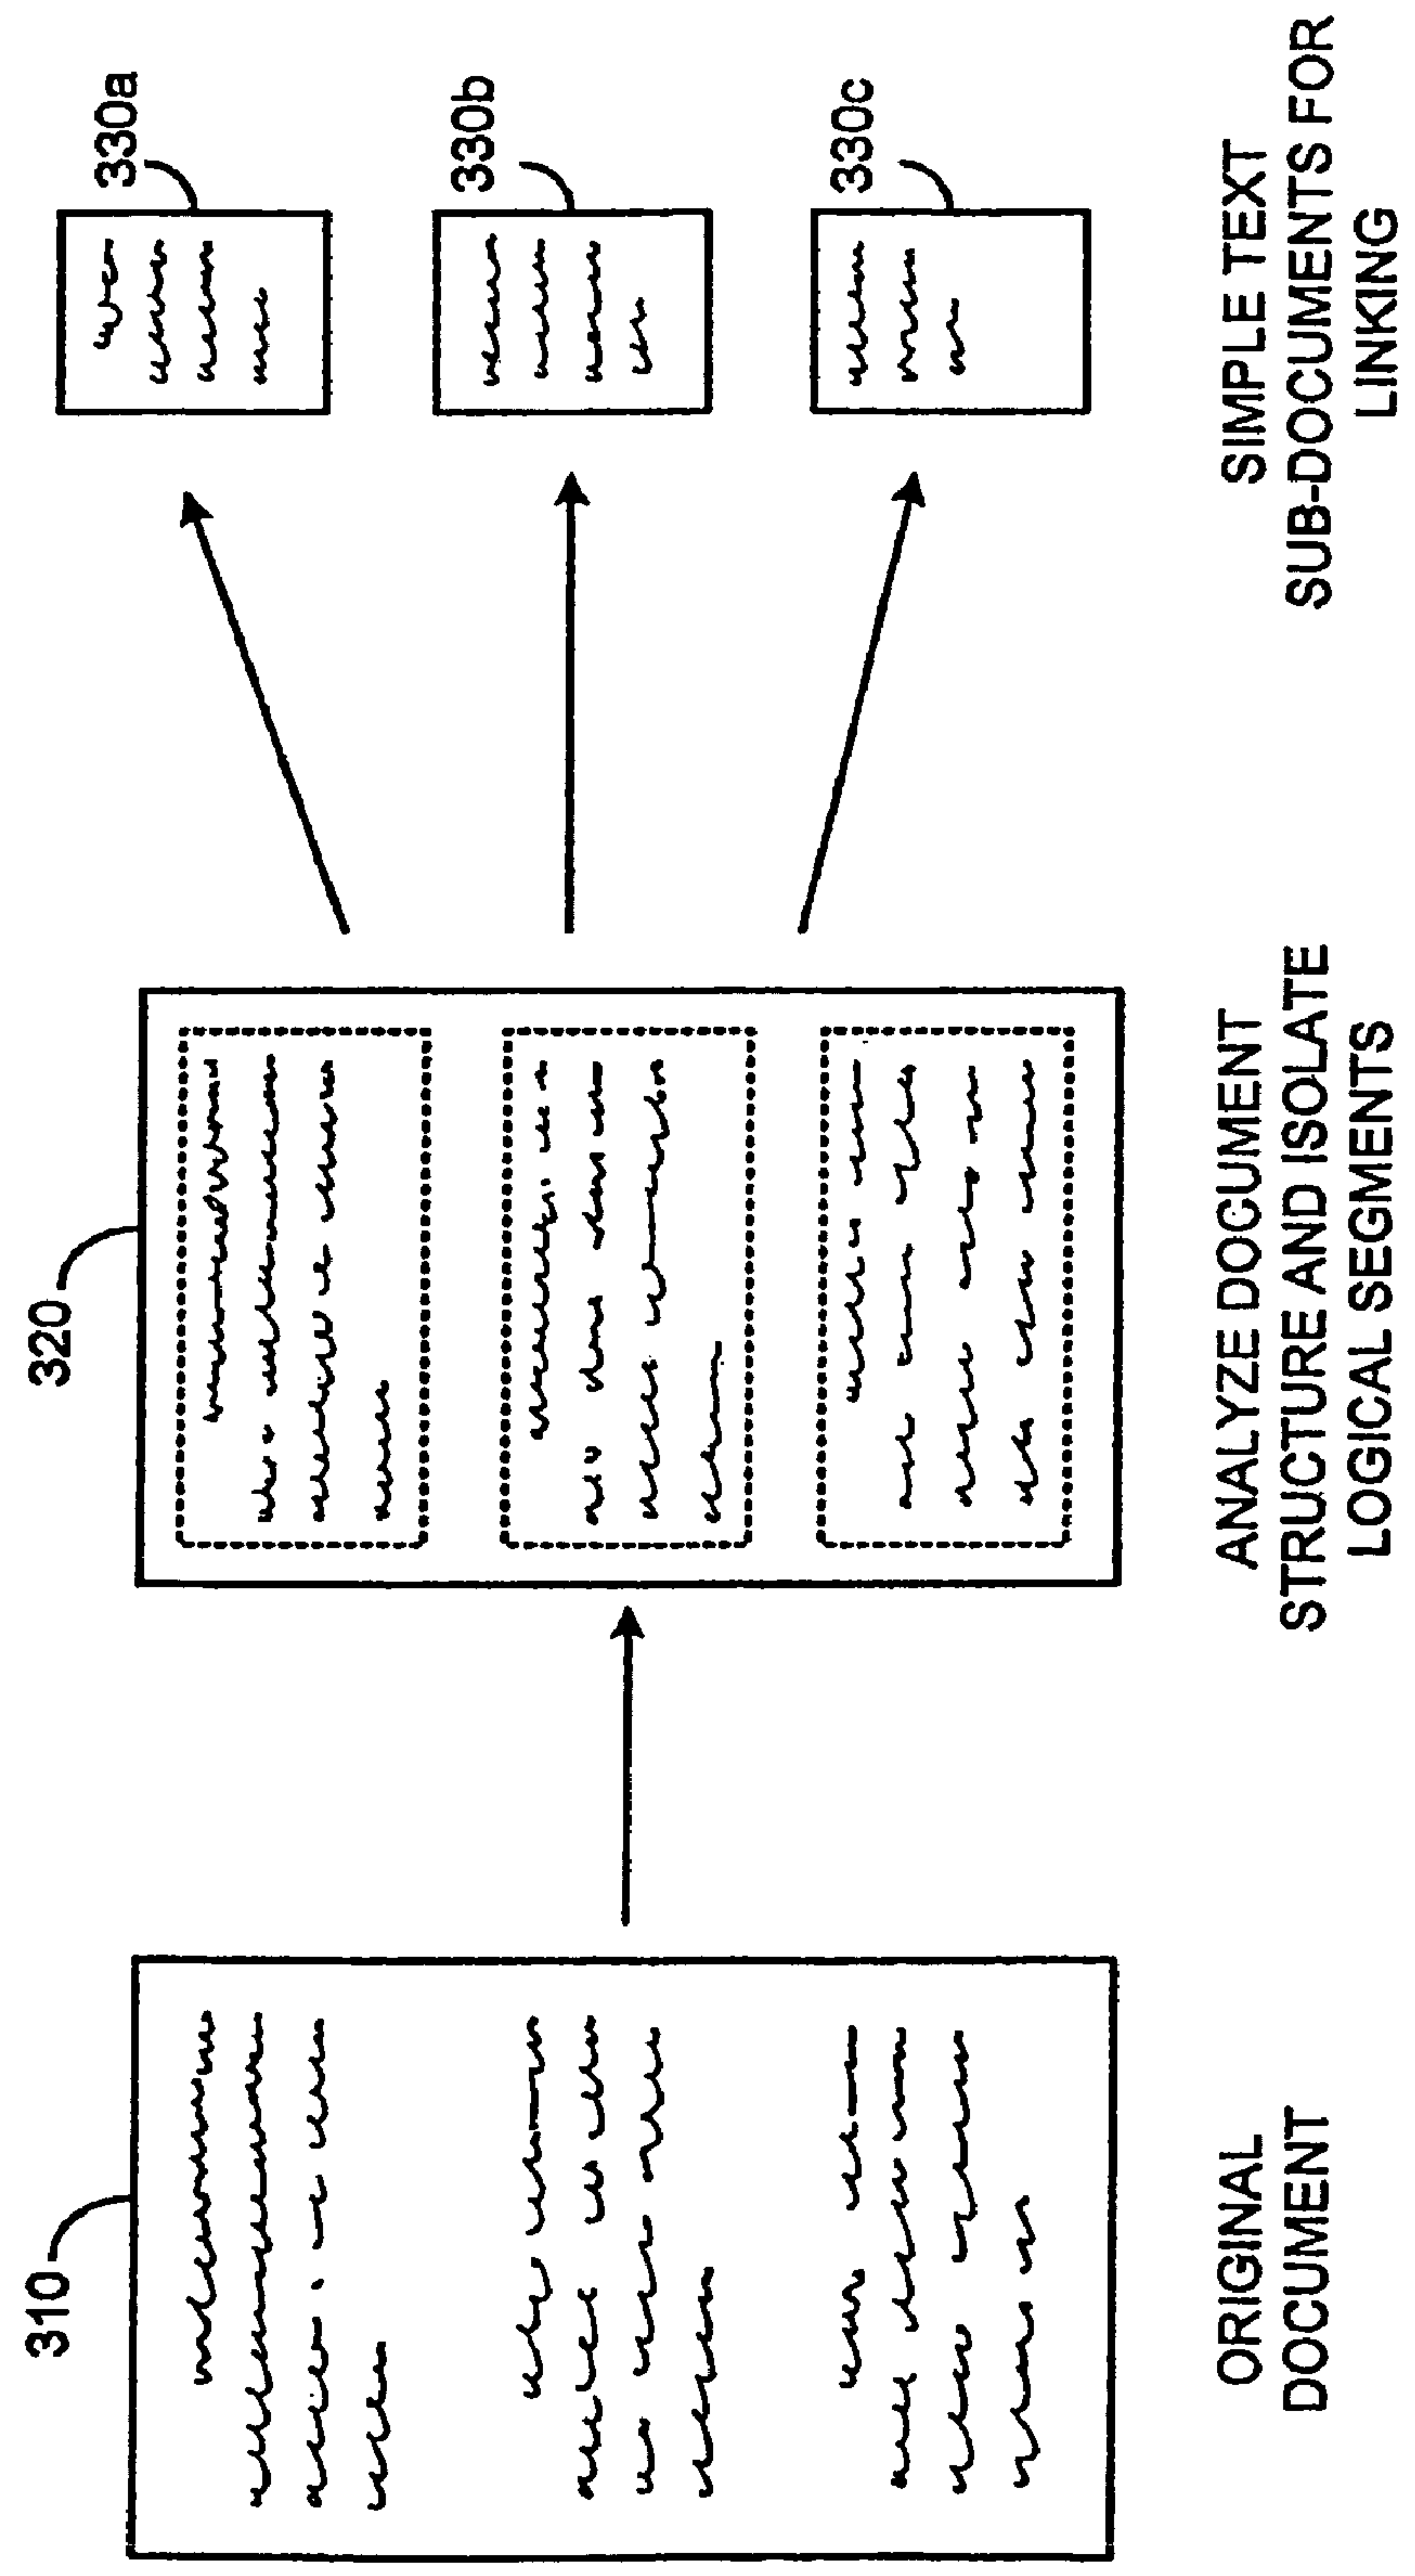 310
320
330a
330b
330c
ORIGINAL
DOCUMENT
ANALYZE DOCUMENT
STRUCTURE AND ISOLATE
LOGICAL SEGMENTS
SIMPLE TEXT
SUB-DOCUMENTS FOR
LINKING